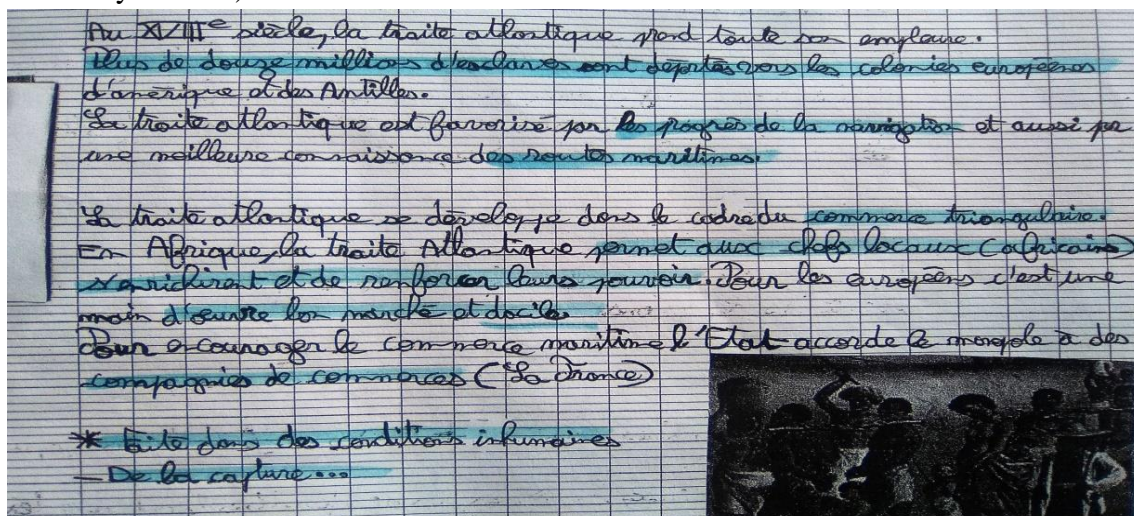 Au XVIIIe siècle, la traite atlantique prend toute son ampleure.
Plus de douze millions d'esclaves sont déportés vers les colonies européenes
d'amérique et des Antilles.
La traite atlantique est favorisé par les progrès de la navigation et aussi par
une meilleure connaissance des routes maritimes.
La traite atlantique se développe dans le cadre du commerce triangulaire.
En Afrique, la traite Atlantique permet aux chefs locaux (africains)
s'enrichirent et de renforcer leurs pouvoir. Pour les européens c'est une
main d'œuvre bon marché et docile.
Pour encourager le commerce maritime l'Etat accorde le monople à des
compagnies de commerces (La France)
* Faite dans des conditions inhumaines
- De la capture...